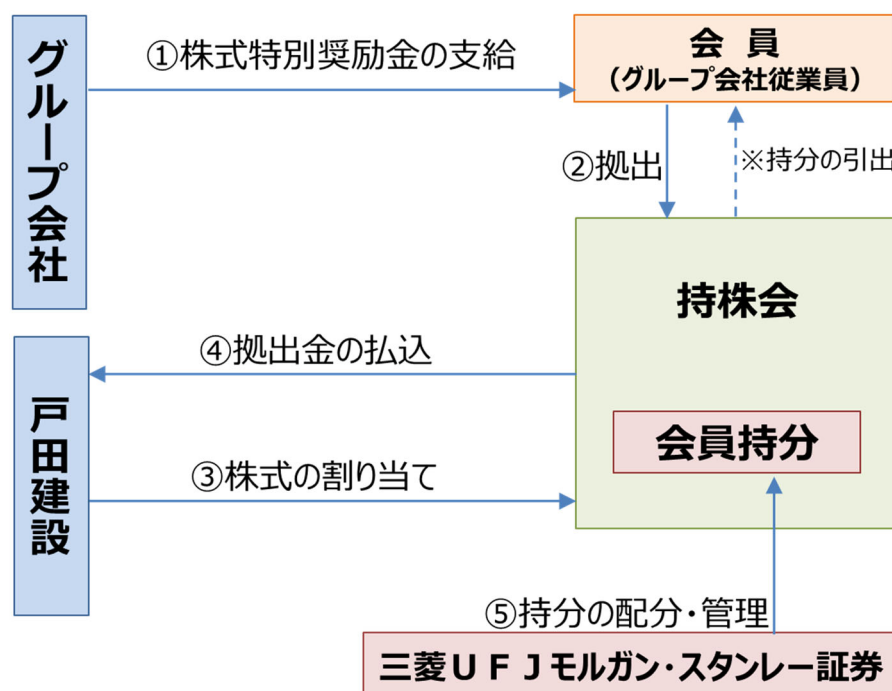 グループ会社
①株式特別奨励金の支給
会 員
（グループ会社従業員）
②拠出
※持分の引出
持株会
④拠出金の払込
戸田建設
会員持分
③株式の割り当て
⑤持分の配分・管理
三菱ＵＦＪモルガン・スタンレー証券